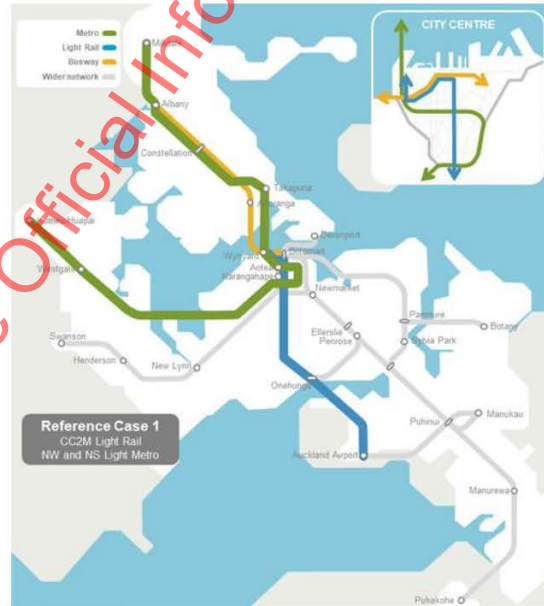 Metro
Light Rail
Busway
Wider network
CITY CENTRE
Albany
Constellation
Takapuna
Akoranga
Devonport
Wynyard
Britomart
Aotea
Karangahape
Westgate
Newmarket
Ellerslie
Penrose
Panmure
Sylvia Park
Botany
Swanson
Henderson
New Lynn
Onehunga
Reference Case 1
CC2M Light Rail
NW and NS Light Metro
Auckland Airport
Puhinui
Manukau
Manurewa
Pukekohe
Official Info